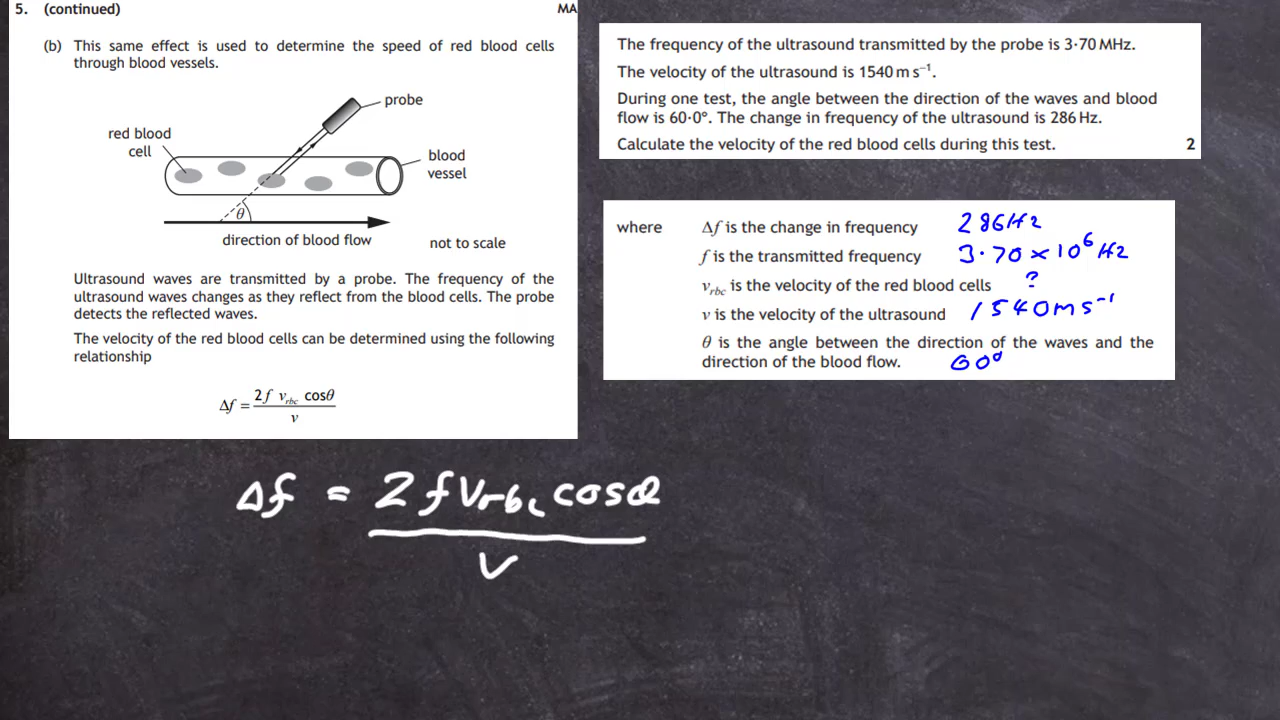 5. (continued)
MA
(b) This same effect is used to determine the speed of red blood cells
through blood vessels.
probe
red blood
cell
blood
vessel
θ
direction of blood flow
not to scale
Ultrasound waves are transmitted by a probe. The frequency of the
ultrasound waves changes as they reflect from the blood cells. The probe
detects the reflected waves.
The velocity of the red blood cells can be determined using the following
relationship
Δf = 2f v_rbc cosθ / v
The frequency of the ultrasound transmitted by the probe is 3·70 MHz.
The velocity of the ultrasound is 1540 m s⁻¹.
During one test, the angle between the direction of the waves and blood
flow is 60·0°. The change in frequency of the ultrasound is 286 Hz.
Calculate the velocity of the red blood cells during this test. 2
where Δf is the change in frequency 286Hz
f is the transmitted frequency 3.70 × 10⁶ Hz
v_rbc is the velocity of the red blood cells ?
v is the velocity of the ultrasound 1540ms⁻¹
θ is the angle between the direction of the waves and the
direction of the blood flow. 60°
Δf = 2fv_rbc cosθ
v